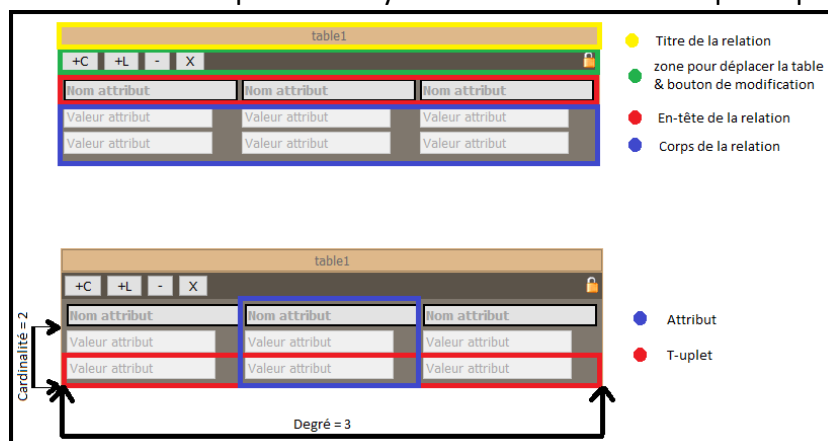 table1
Titre de la relation
+C +L - X
zone pour déplacer la table
& bouton de modification
Nom attribut Nom attribut Nom attribut
En-tête de la relation
Valeur attribut Valeur attribut Valeur attribut
Valeur attribut Valeur attribut Valeur attribut
Corps de la relation
table1
+C +L - X
Nom attribut Nom attribut Nom attribut
Attribut
Valeur attribut Valeur attribut Valeur attribut
T-uplet
Valeur attribut Valeur attribut Valeur attribut
Cardinalité = 2
Degré = 3